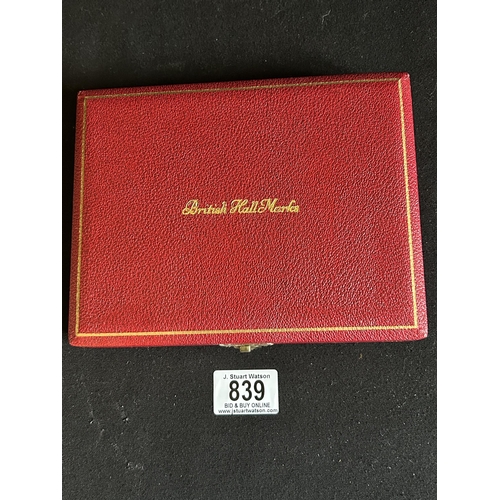 British Hall Marks
J. Stuart Watson
839
BID & BUY ONLINE
www.jstuartwatson.com